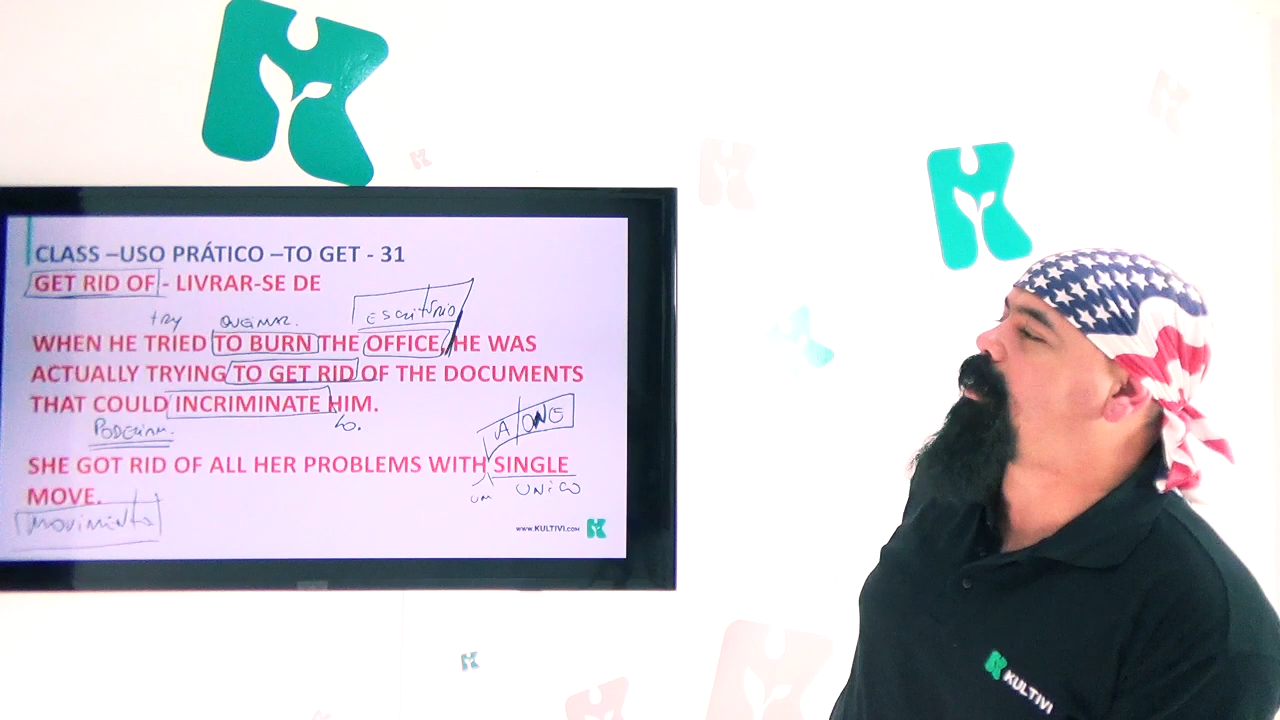 CLASS –USO PRÁTICO –TO GET - 31
GET RID OF - LIVRAR-SE DE
ESCRITÓRIO
try QUEIMAR.
WHEN HE TRIED TO BURN THE OFFICE, HE WAS
ACTUALLY TRYING TO GET RID OF THE DOCUMENTS
THAT COULD INCRIMINATE HIM.
PODERIAM. LO.
A/ONE
SHE GOT RID OF ALL HER PROBLEMS WITH SINGLE
UM ÚNICO
MOVE.
MOVIMENTO
WWW.KULTIVI.COM
KULTIVI